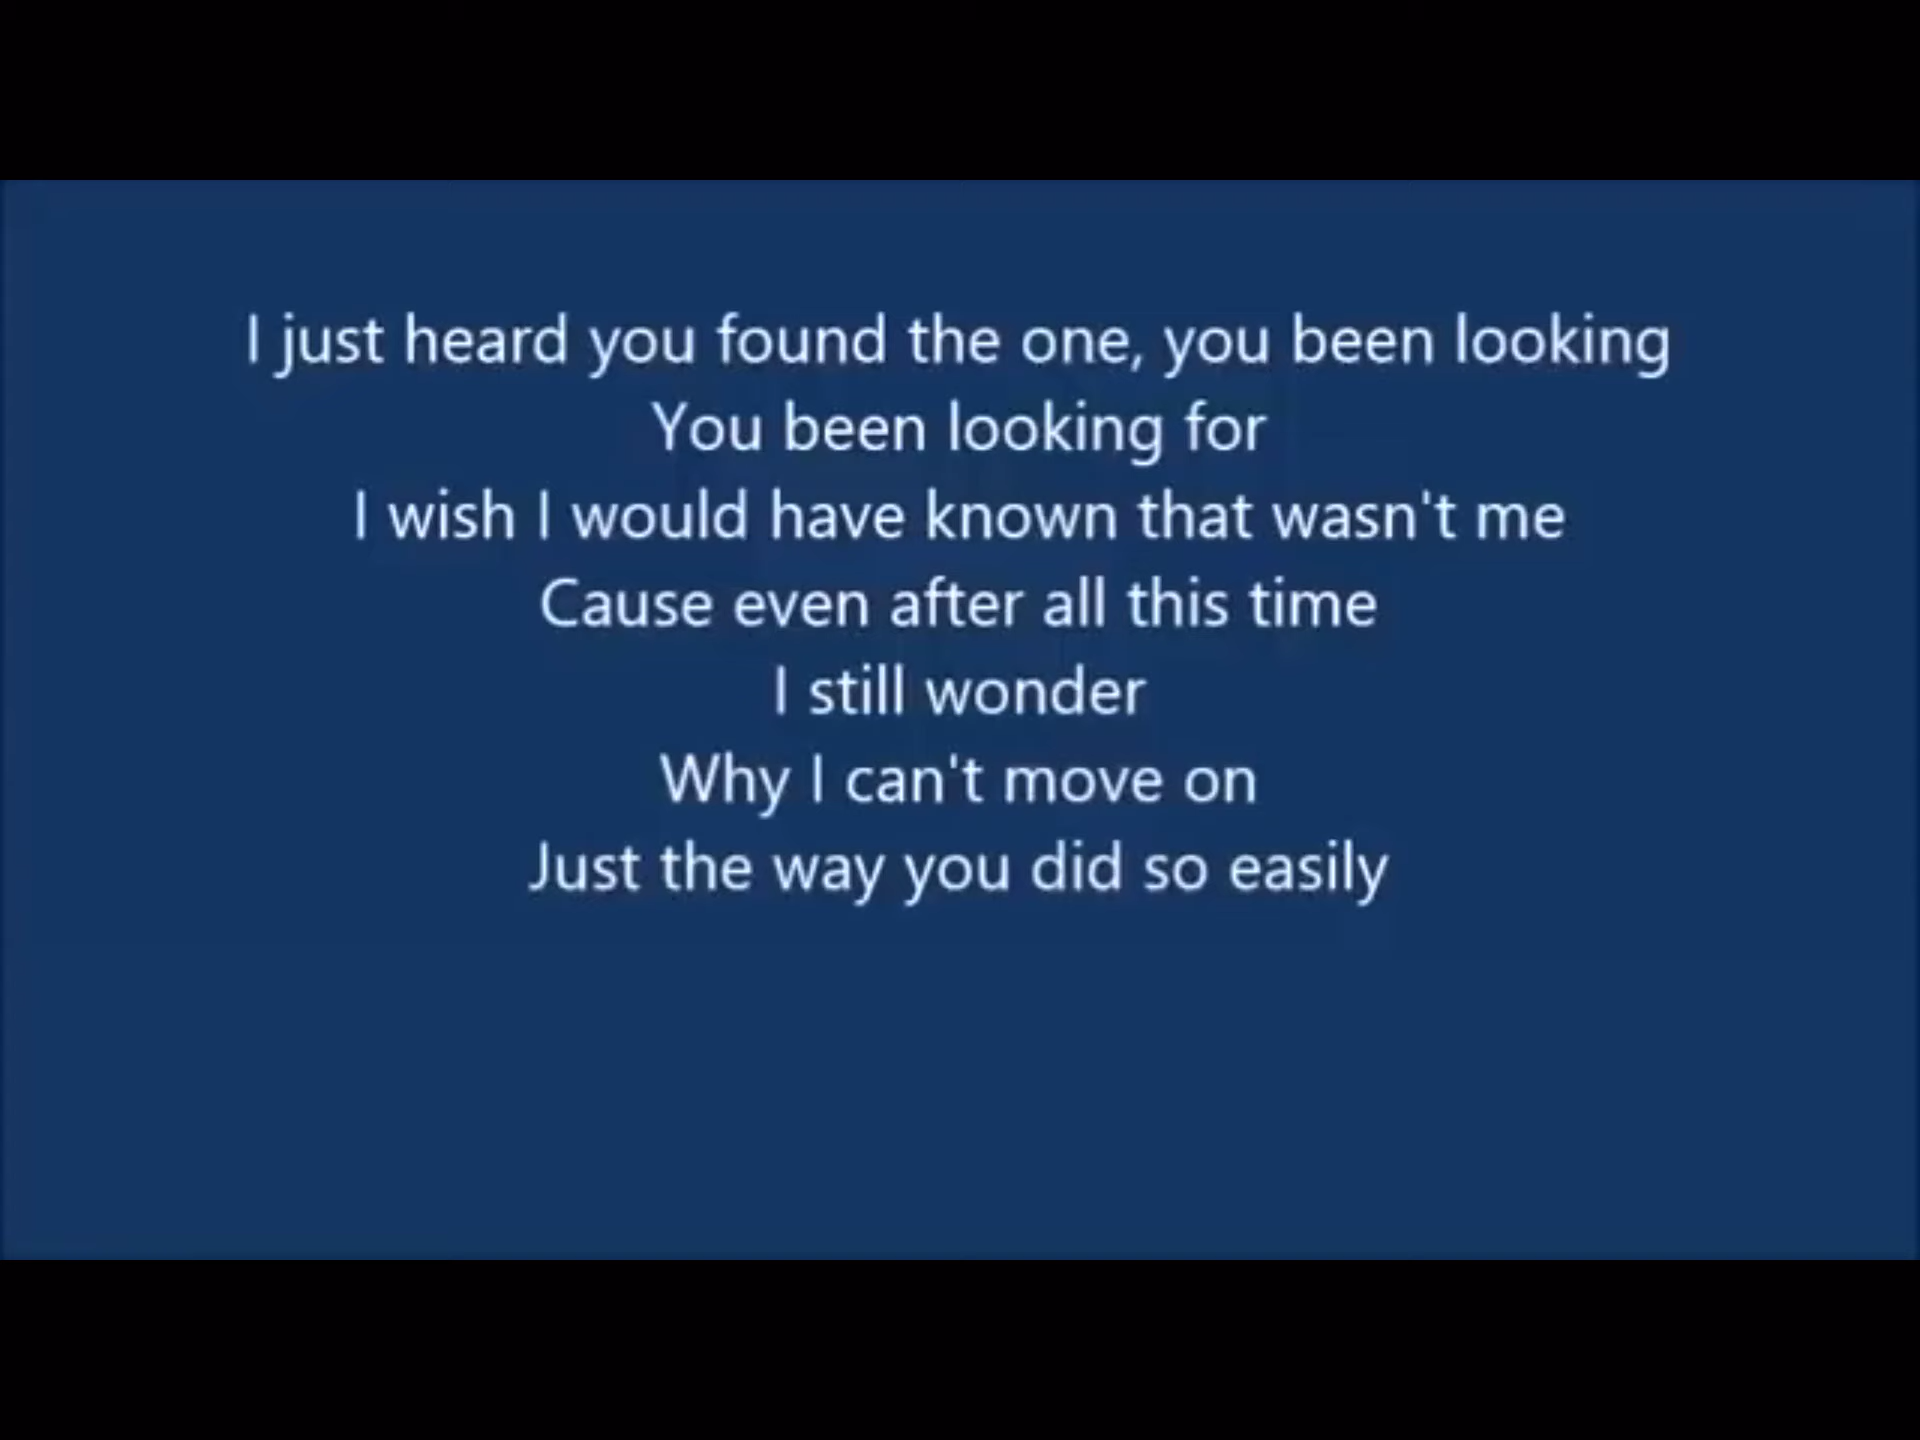 I just heard you found the one, you been looking
You been looking for
I wish I would have known that wasn't me
Cause even after all this time
I still wonder
Why I can't move on
Just the way you did so easily